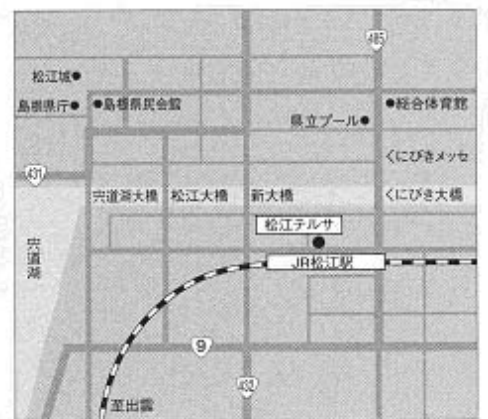 485
松江城●
島根県庁● ●島根県民会館
●総合体育館
県立プール●
くにびきメッセ
431
宍道湖大橋 松江大橋 新大橋 くにびき大橋
松江テルサ
宍道湖
JR松江駅
9
432
至出雲